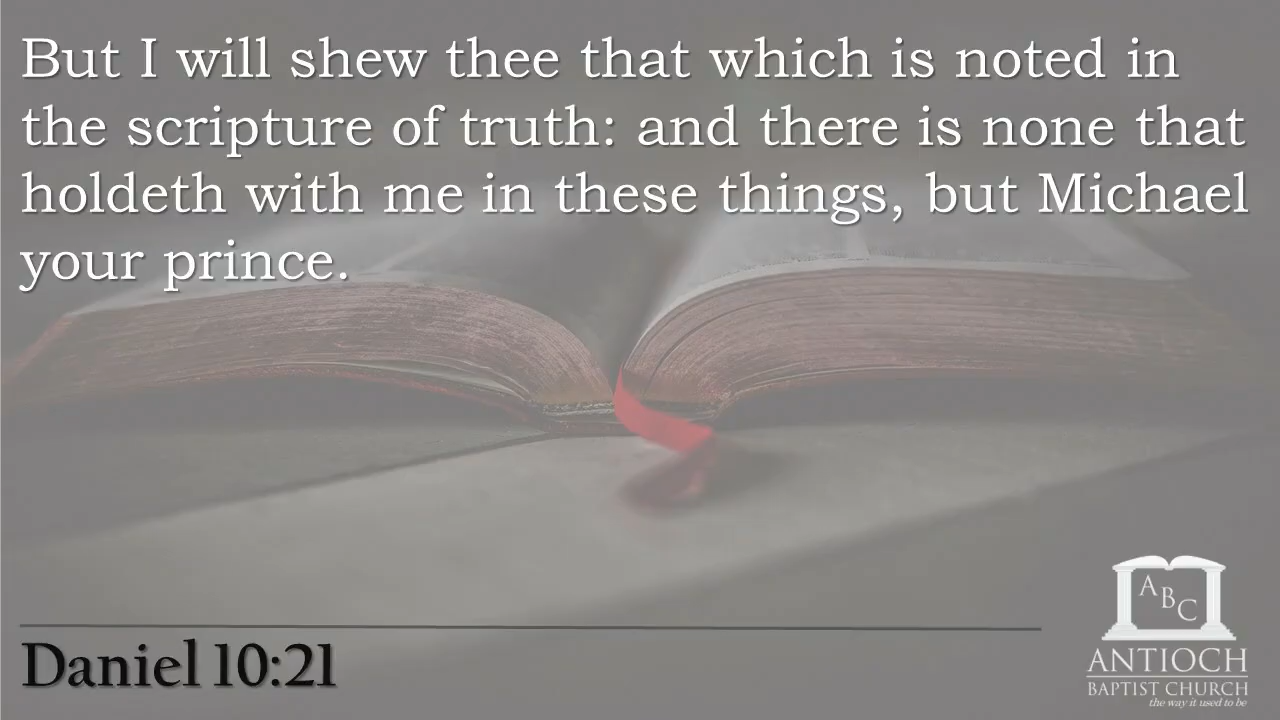 But I will shew thee that which is noted in
the scripture of truth: and there is none that
holdeth with me in these things, but Michael
your prince.
Daniel 10:21
A B C
ANTIOCH
BAPTIST CHURCH
the way it used to be